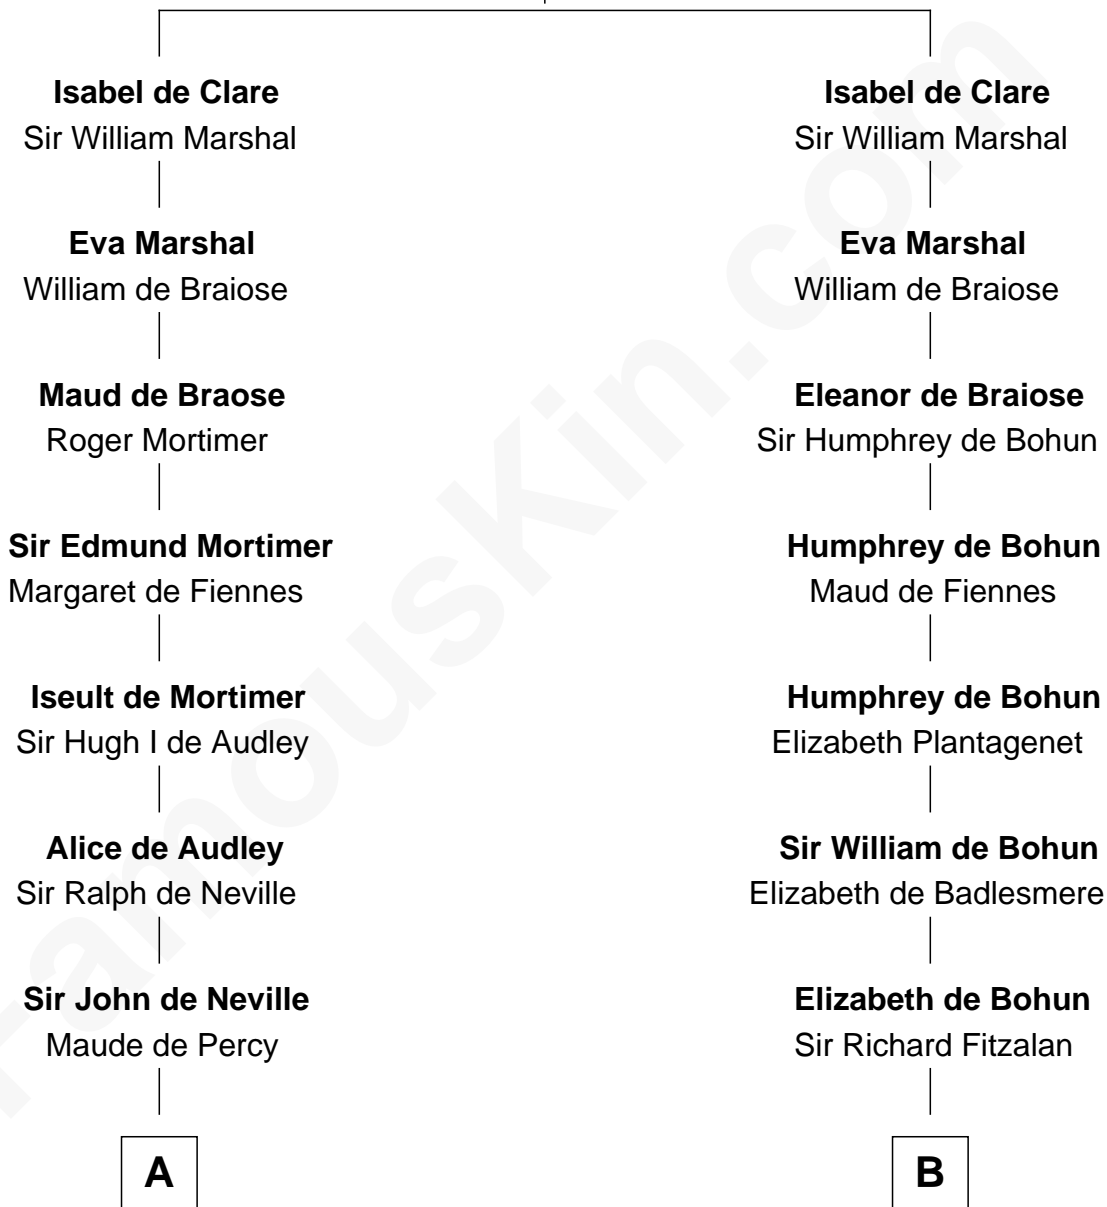 Isabel de Clare
Sir William Marshal
Eva Marshal
William de Braiose
Maud de Braose
Roger Mortimer
Sir Edmund Mortimer
Margaret de Fiennes
Iseult de Mortimer
Sir Hugh I de Audley
Alice de Audley
Sir Ralph de Neville
Sir John de Neville
Maude de Percy
A
Isabel de Clare
Sir William Marshal
Eva Marshal
William de Braiose
Eleanor de Braiose
Sir Humphrey de Bohun
Humphrey de Bohun
Maud de Fiennes
Humphrey de Bohun
Elizabeth Plantagenet
Sir William de Bohun
Elizabeth de Badlesmere
Elizabeth de Bohun
Sir Richard Fitzalan
B
FamousKin.com